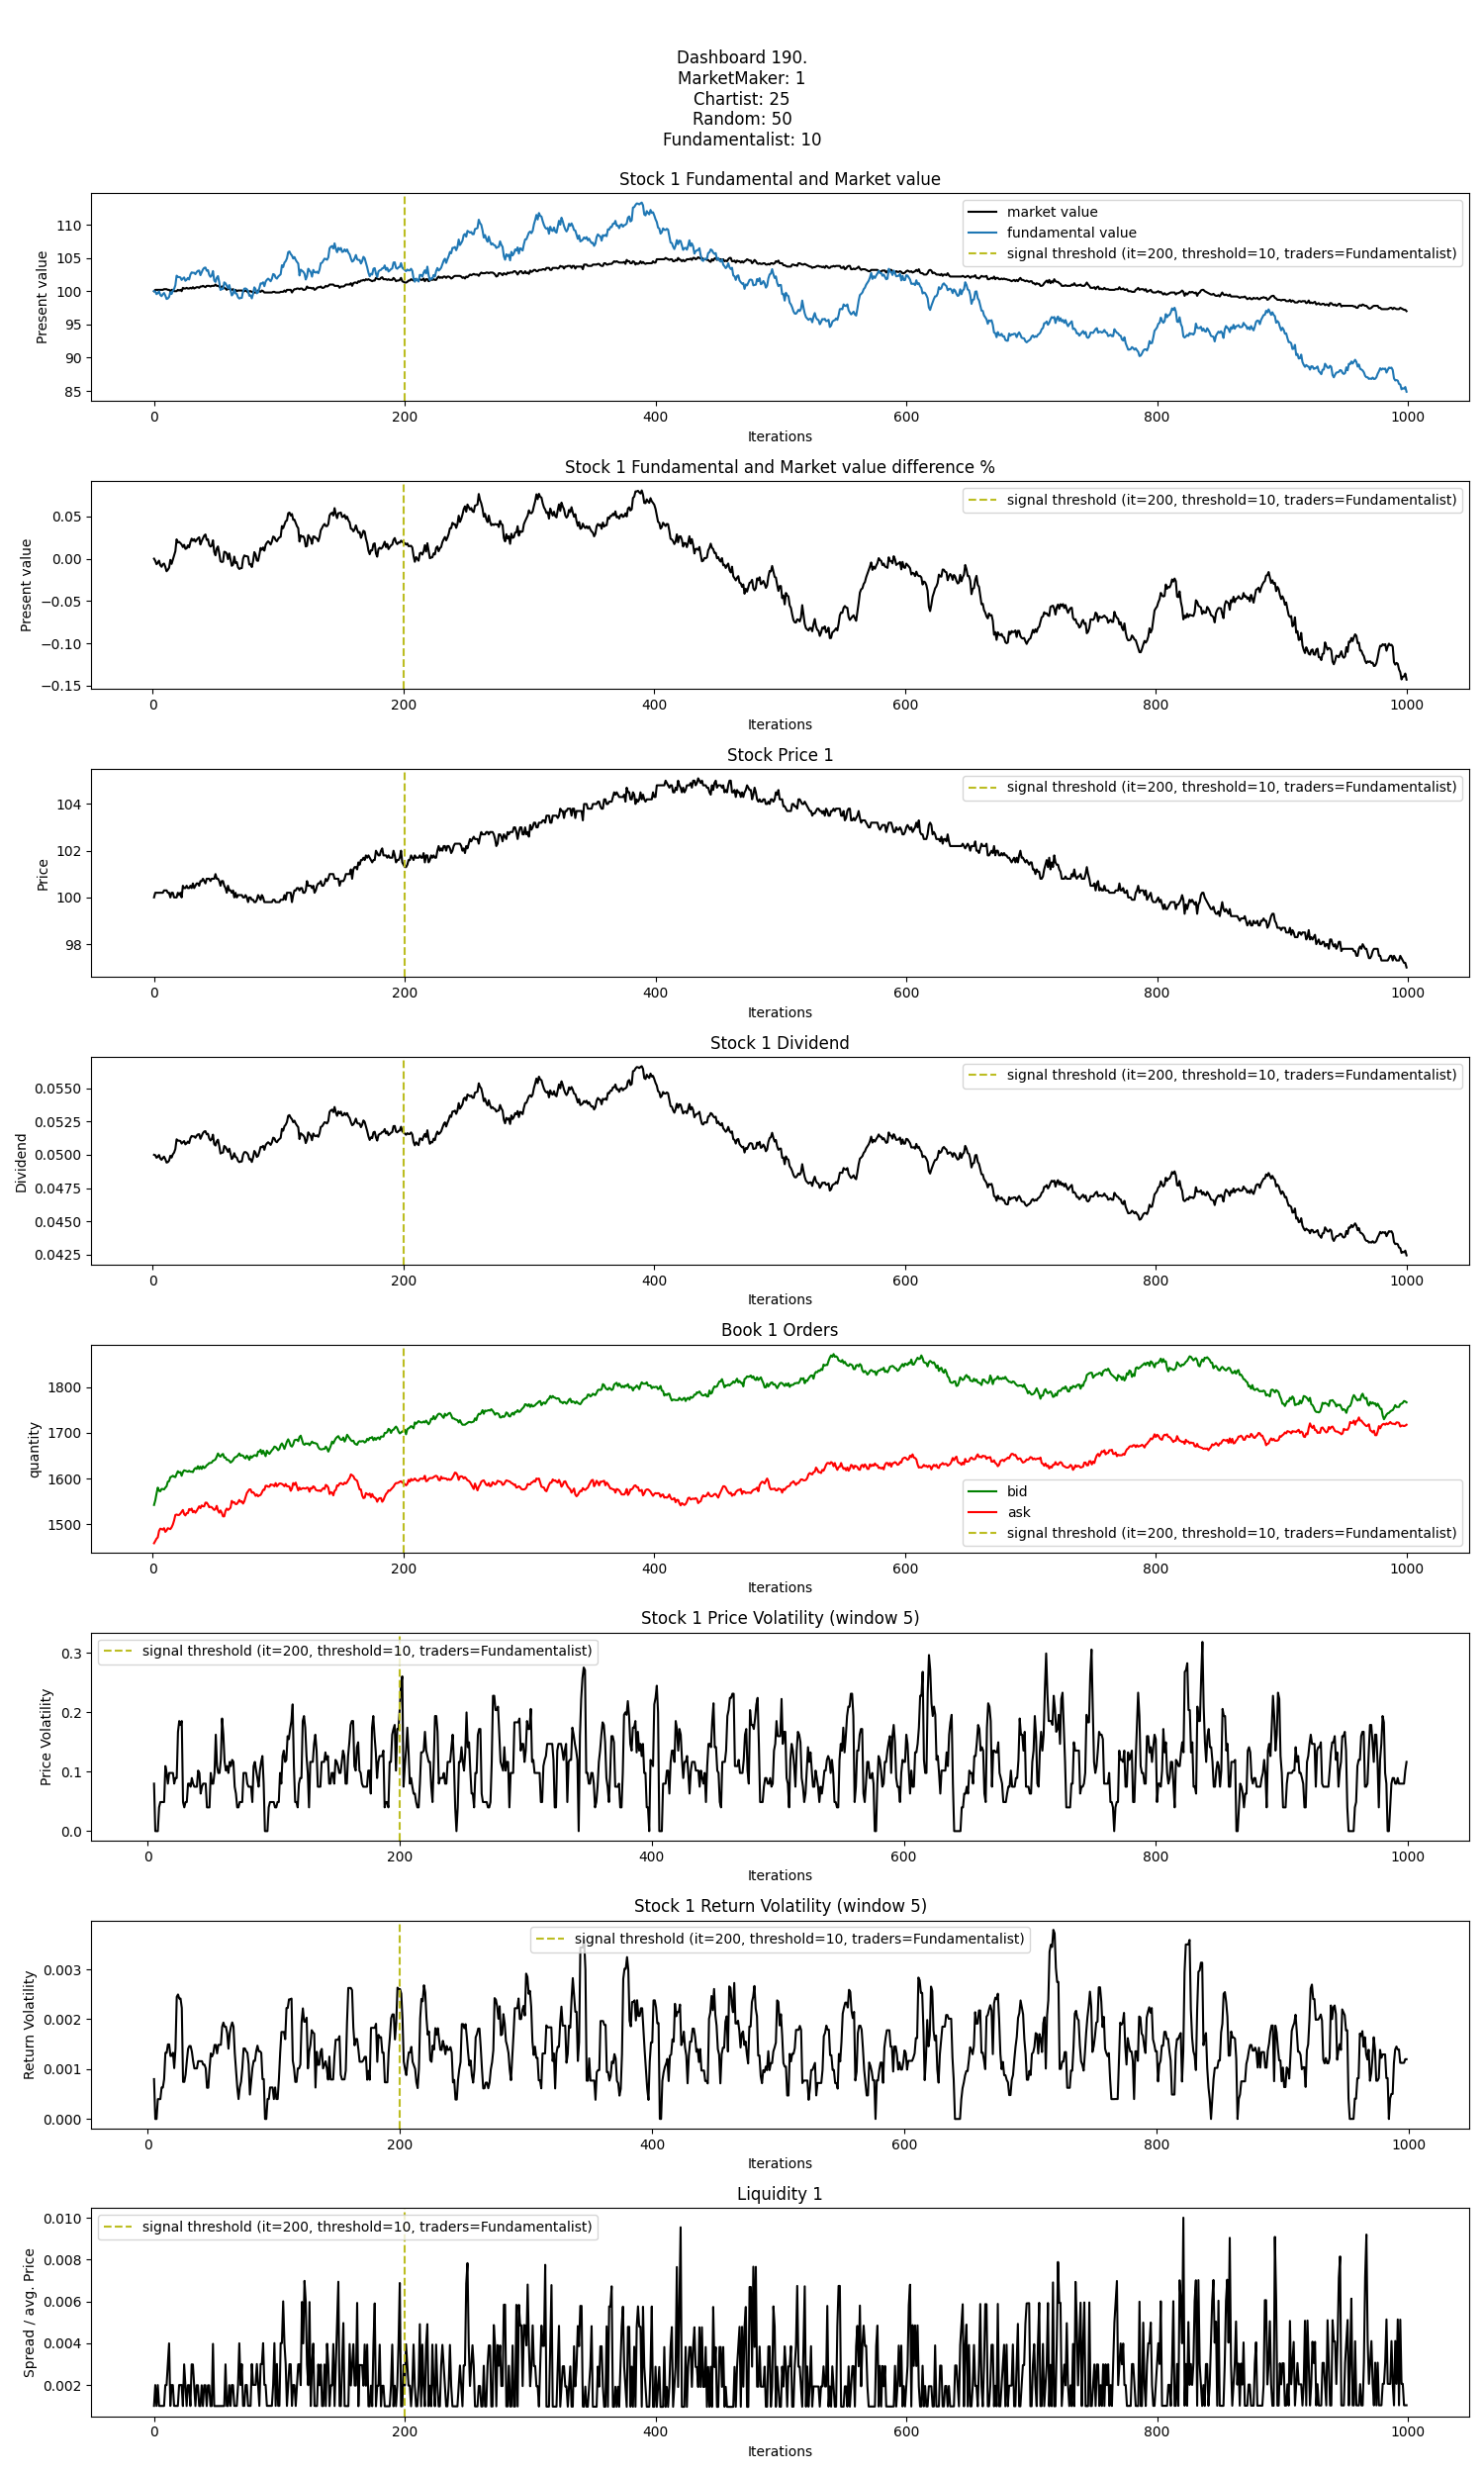 Dashboard 190.
MarketMaker: 1
Chartist: 25
Random: 50
Fundamentalist: 10
Stock 1 Fundamental and Market value
market value
fundamental value
signal threshold (it=200, threshold=10, traders=Fundamentalist)
Present value
110
105
100
95
90
85
0 200 400 600 800 1000
Iterations
Stock 1 Fundamental and Market value difference %
signal threshold (it=200, threshold=10, traders=Fundamentalist)
Present value
0.05
0.00
−0.05
−0.10
−0.15
0 200 400 600 800 1000
Iterations
Stock Price 1
signal threshold (it=200, threshold=10, traders=Fundamentalist)
Price
104
102
100
98
0 200 400 600 800 1000
Iterations
Stock 1 Dividend
signal threshold (it=200, threshold=10, traders=Fundamentalist)
Dividend
0.0550
0.0525
0.0500
0.0475
0.0450
0.0425
0 200 400 600 800 1000
Iterations
Book 1 Orders
quantity
1800
1700
1600
1500
bid
ask
signal threshold (it=200, threshold=10, traders=Fundamentalist)
0 200 400 600 800 1000
Iterations
Stock 1 Price Volatility (window 5)
signal threshold (it=200, threshold=10, traders=Fundamentalist)
Price Volatility
0.3
0.2
0.1
0.0
0 200 400 600 800 1000
Iterations
Stock 1 Return Volatility (window 5)
signal threshold (it=200, threshold=10, traders=Fundamentalist)
Return Volatility
0.003
0.002
0.001
0.000
0 200 400 600 800 1000
Iterations
Liquidity 1
signal threshold (it=200, threshold=10, traders=Fundamentalist)
Spread / avg. Price
0.010
0.008
0.006
0.004
0.002
0 200 400 600 800 1000
Iterations